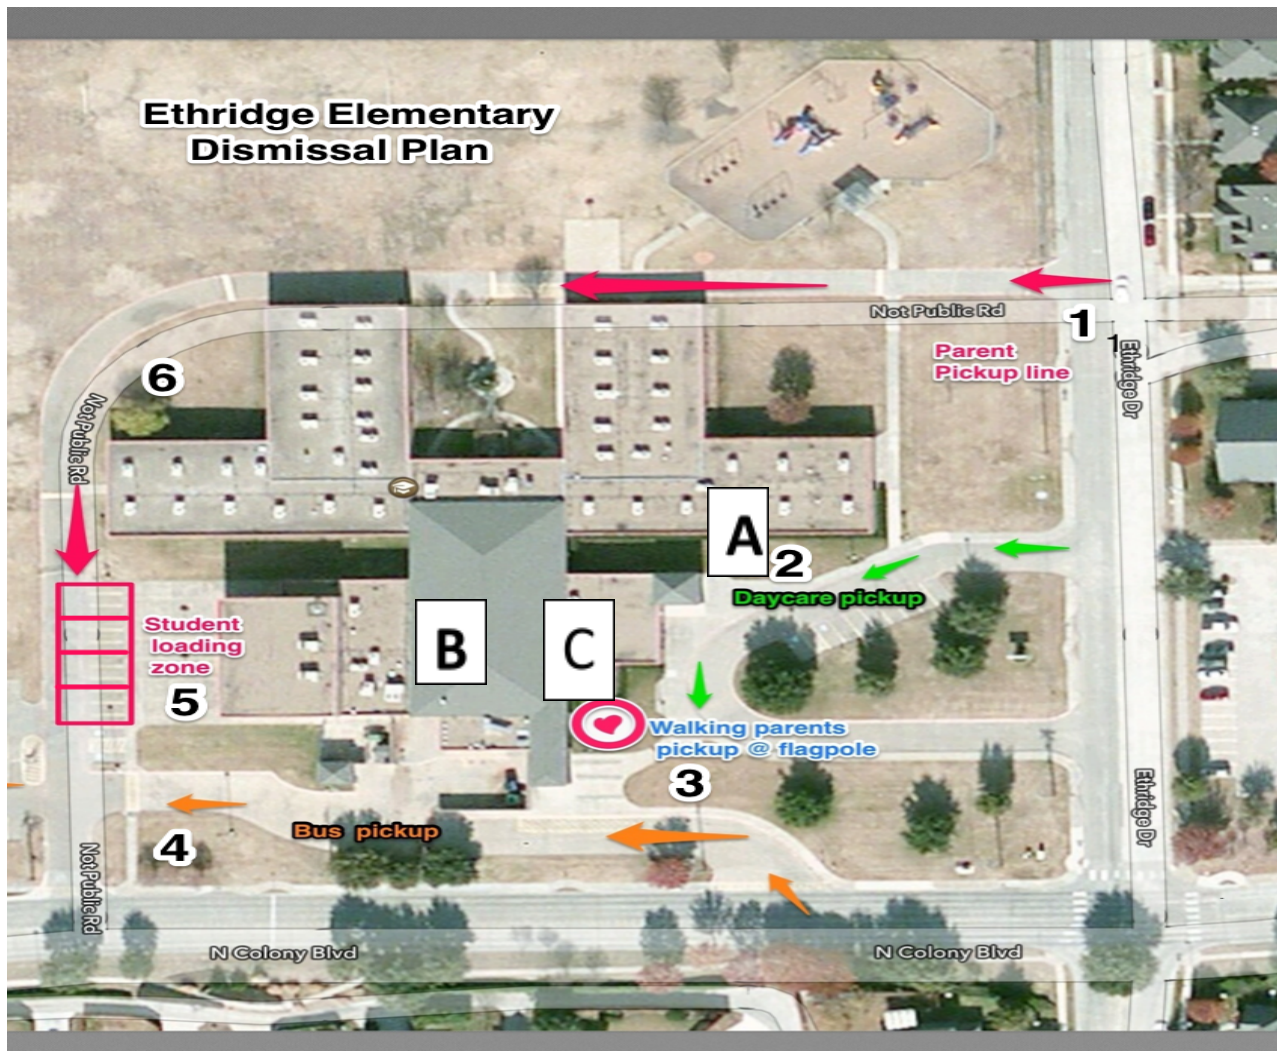 Ethridge Elementary
Dismissal Plan
Not Public Rd
1
1
Parent
Pickup line
Ethridge Dr
6
Not Public Rd
A
2
Daycare pickup
Student
loading
zone
5
B
C
Walking parents
pickup @ flagpole
3
Ethridge Dr
Bus pickup
4
Not Public Rd
N Colony Blvd
N Colony Blvd